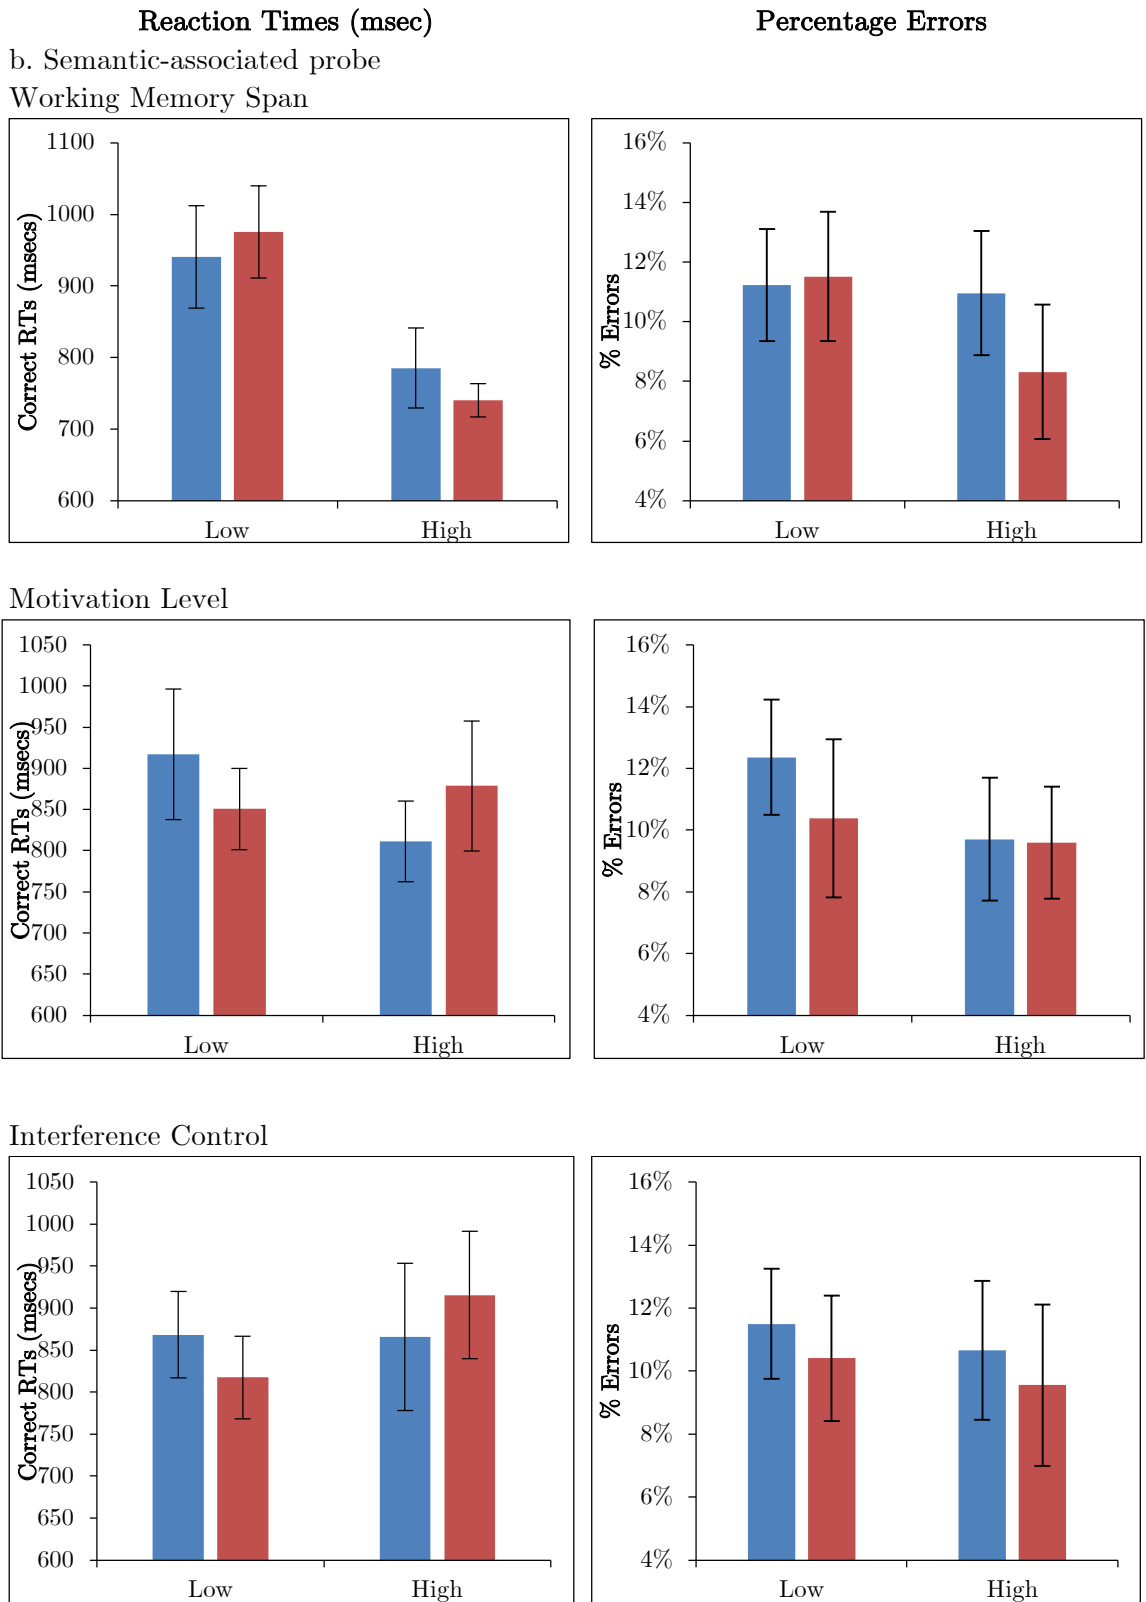 Reaction Times (msec) Percentage Errors
b. Semantic-associated probe
Working Memory Span
Correct RTs (msecs)
1100
1000
900
800
700
600
Low High
% Errors
16%
14%
12%
10%
8%
6%
4%
Low High
Motivation Level
Correct RTs (msecs)
1050
1000
950
900
850
800
750
700
650
600
Low High
% Errors
16%
14%
12%
10%
8%
6%
4%
Low High
Interference Control
Correct RTs (msecs)
1050
1000
950
900
850
800
750
700
650
600
Low High
% Errors
16%
14%
12%
10%
8%
6%
4%
Low High